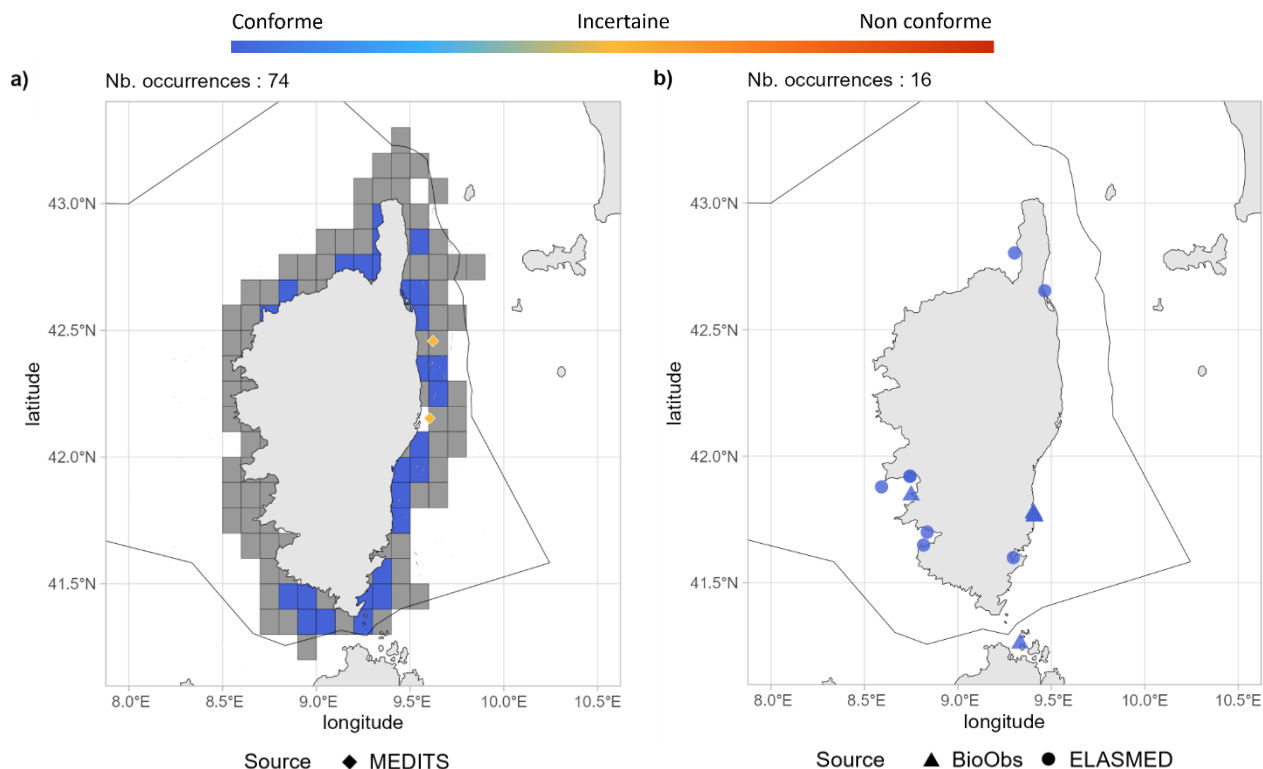 Conforme Incertaine Non conforme
a) Nb. occurrences : 74
b) Nb. occurrences : 16
latitude
43.0°N
42.5°N
42.0°N
41.5°N
8.0°E 8.5°E 9.0°E 9.5°E 10.0°E 10.5°E
longitude
Source MEDITS
latitude
43.0°N
42.5°N
42.0°N
41.5°N
8.0°E 8.5°E 9.0°E 9.5°E 10.0°E 10.5°E
longitude
Source BioObs ELASMED